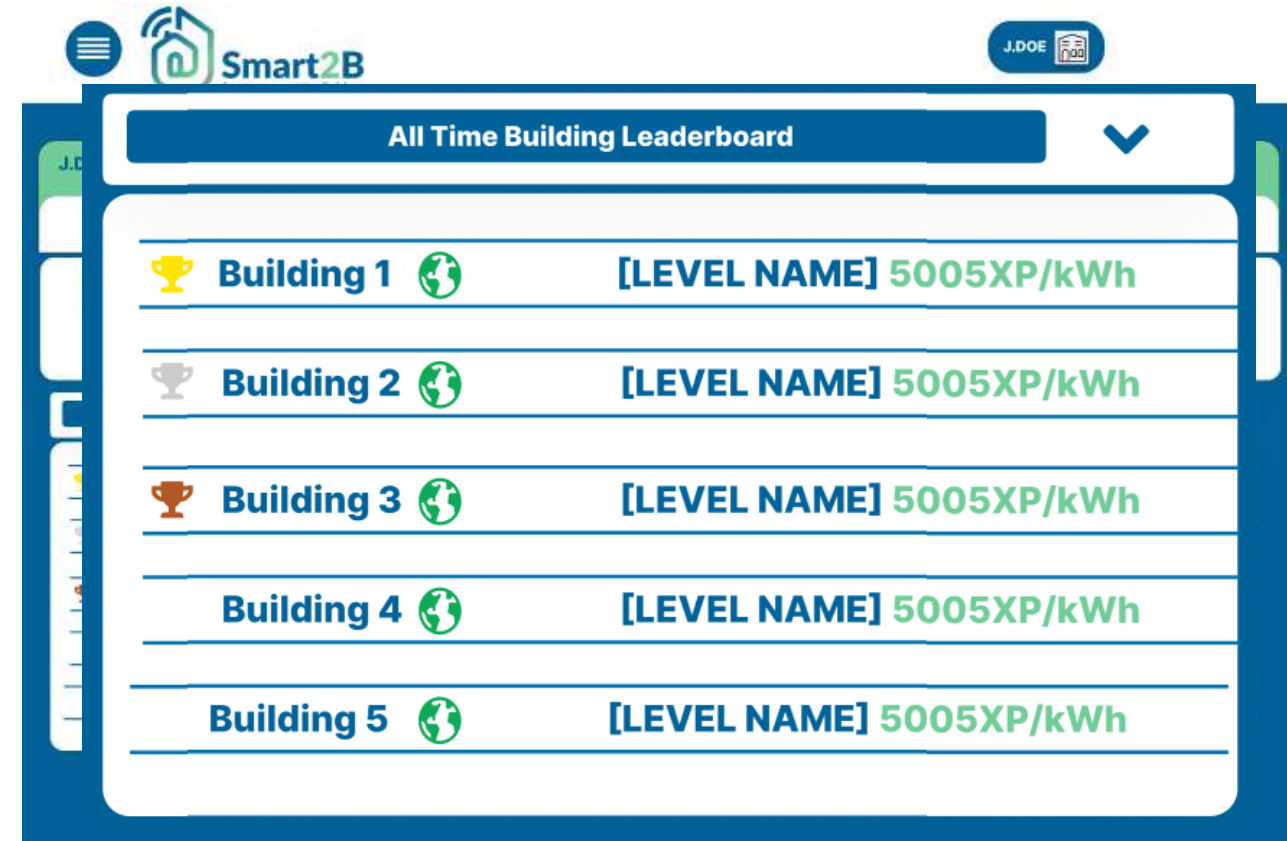 Smart2B
J.DOE
All Time Building Leaderboard
Building 1 [LEVEL NAME] 5005XP/kWh
Building 2 [LEVEL NAME] 5005XP/kWh
Building 3 [LEVEL NAME] 5005XP/kWh
Building 4 [LEVEL NAME] 5005XP/kWh
Building 5 [LEVEL NAME] 5005XP/kWh